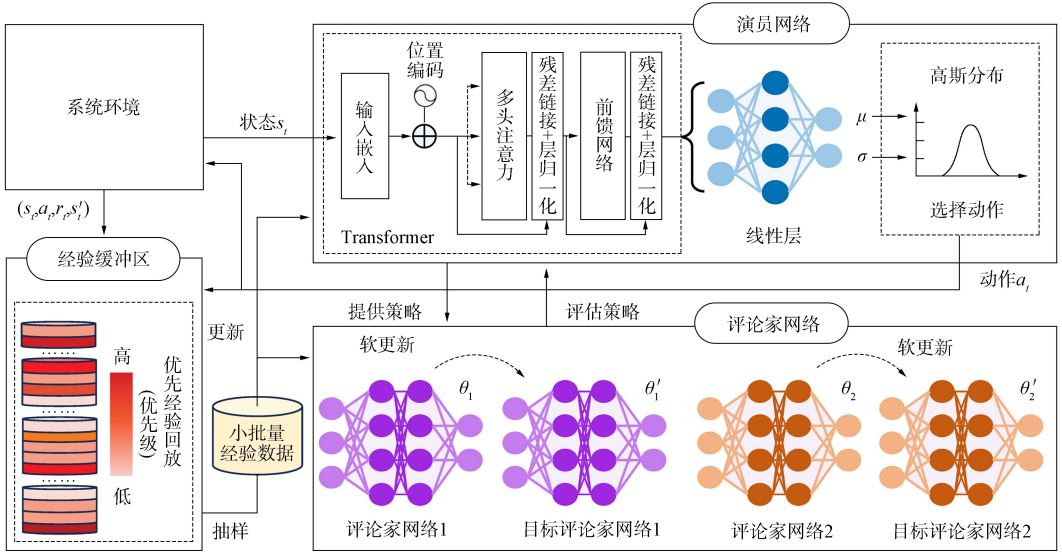 演员网络
系统环境
状态s_t
(s_t,a_t,r_t,s_t′)
位置
编码
输入嵌入
多头注意力
残差链接+层归一化
前馈网络
残差链接+层归一化
Transformer
线性层
高斯分布
μ
σ
选择动作
动作a_t
经验缓冲区
高
低
优先经验回放
(优先级)
更新
小批量
经验数据
抽样
提供策略
评估策略
评论家网络
软更新
θ_1
θ_1′
θ_2
软更新
θ_2′
评论家网络1
目标评论家网络1
评论家网络2
目标评论家网络2